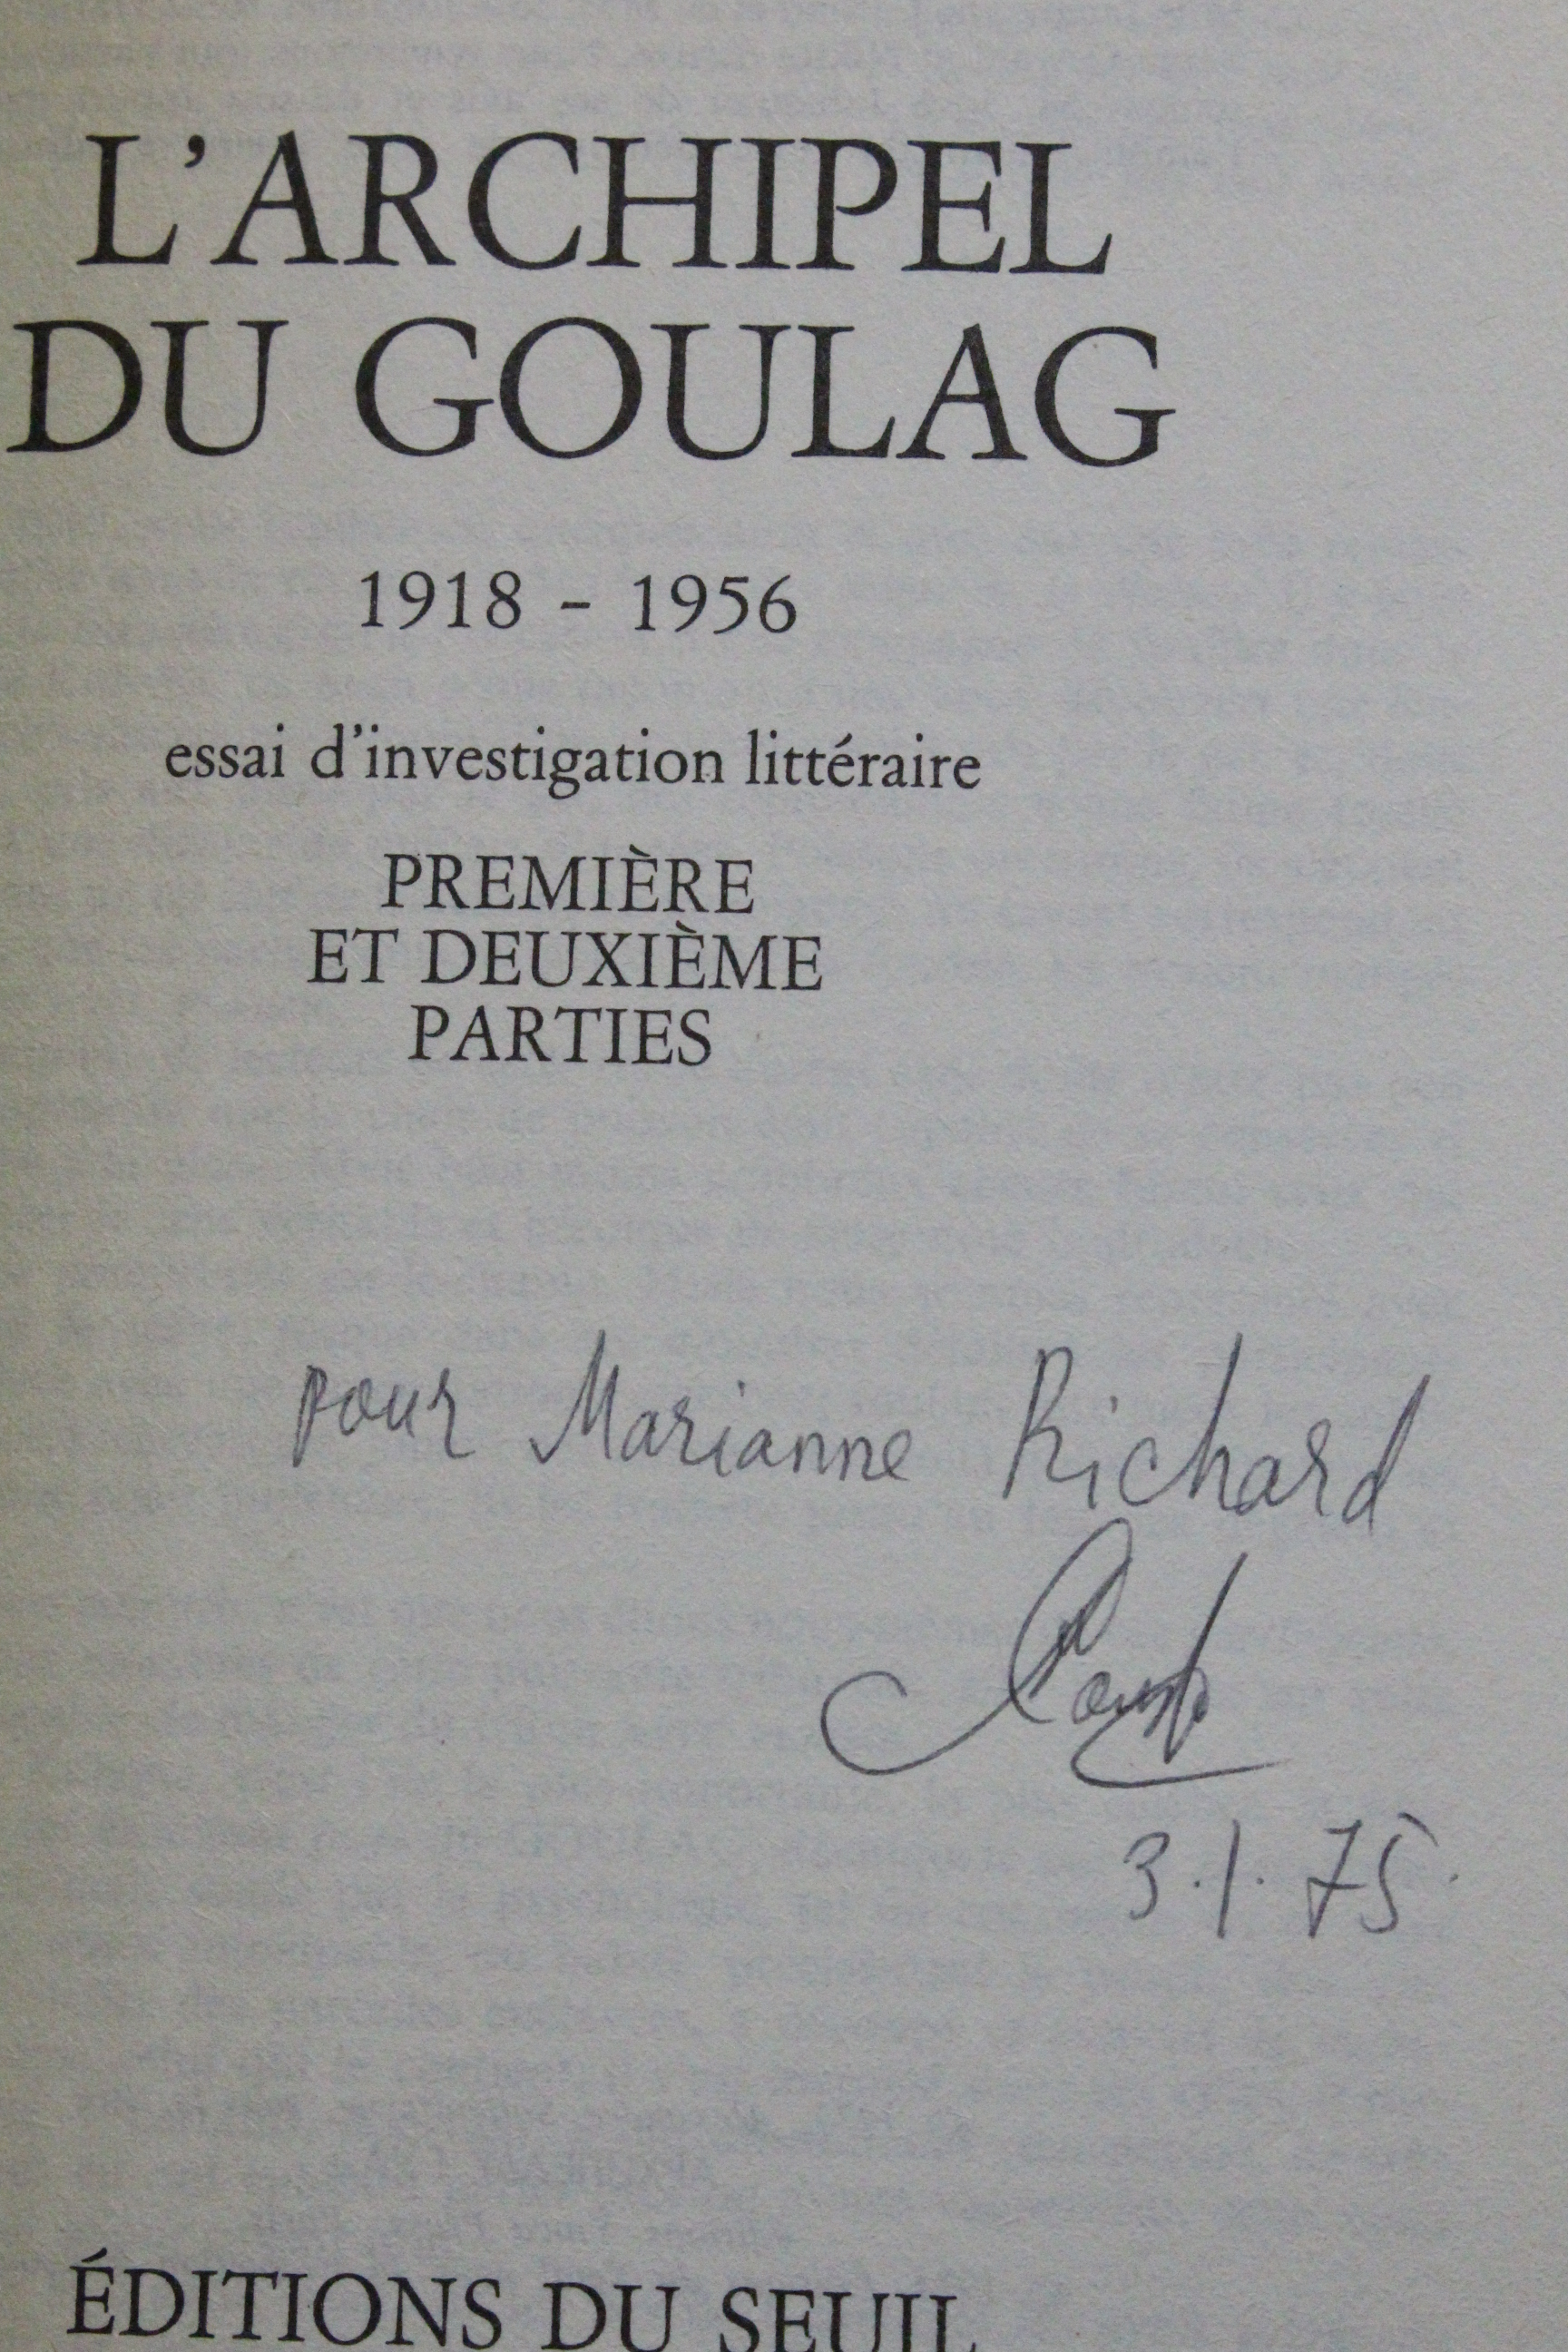 L'ARCHIPEL
DU GOULAG
1918 - 1956
essai d'investigation littéraire
PREMIÈRE
ET DEUXIÈME
PARTIES
pour Marianne Richard
3.1.75.
ÉDITIONS DU SEUIL